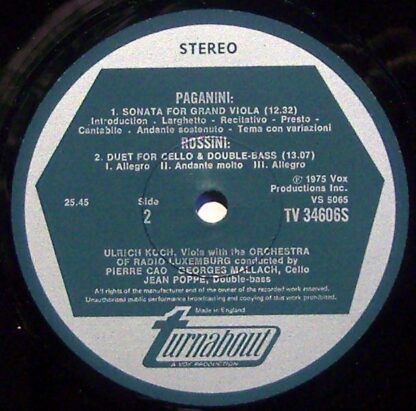 STEREO
PAGANINI:
1. SONATA FOR GRAND VIOLA (12.32)
Introduction - Larghetto - Recitativo - Presto -
Cantabile - Andante sostenuto - Tema con variazioni
ROSSINI:
2. DUET FOR CELLO & DOUBLE-BASS (13.07)
I. Allegro II. Andante molto III. Allegro
℗ 1975 Vox
Productions Inc.
VS 5065
25.45
Side
2
TV 34606S
ULRICH KOCH, Viola with the ORCHESTRA
OF RADIO LUXEMBURG conducted by
PIERRE CAO GEORGES MALLACH, Cello
JEAN POPPE, Double-bass
All rights of the manufacturer and of the owner of the recorded work reserved.
Unauthorised public performance broadcasting and copying of this work prohibited.
Made in England
turnabout
A VOX PRODUCTION